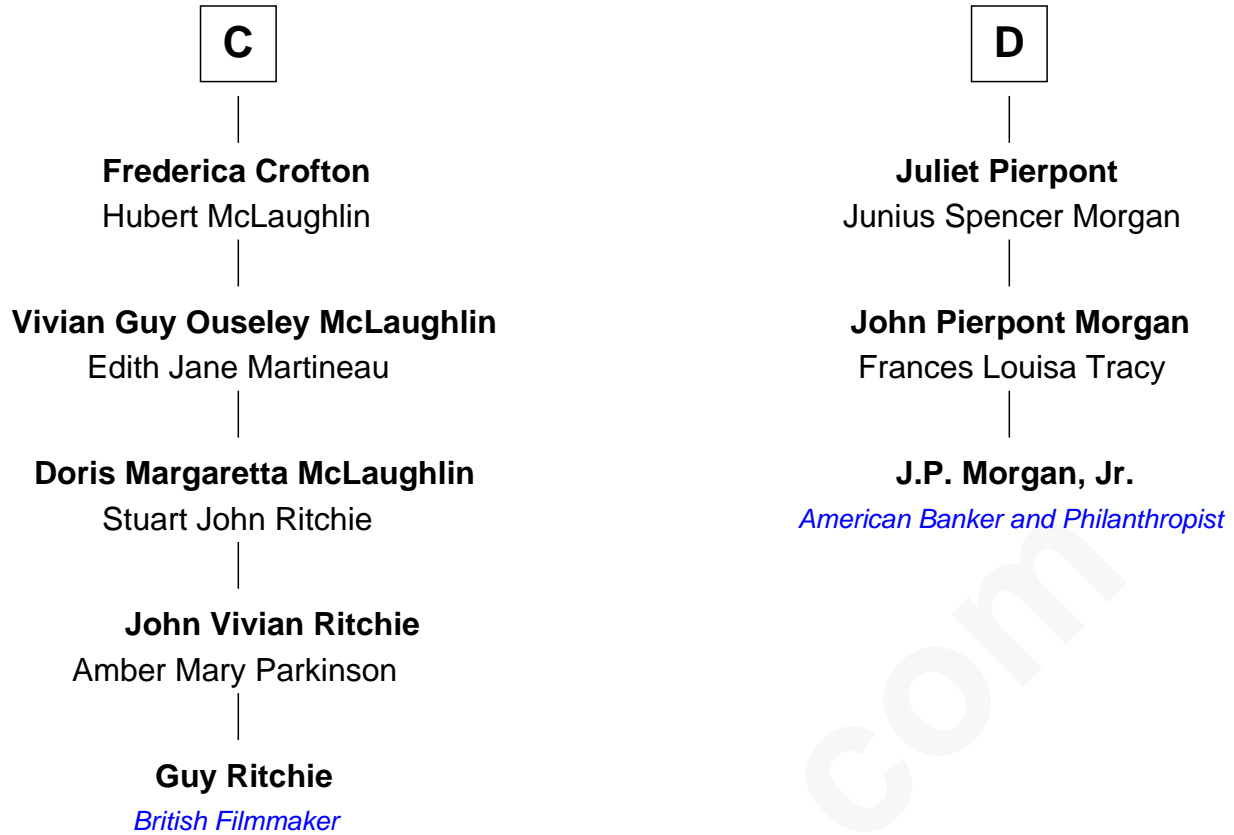 C
Frederica Crofton
Hubert McLaughlin
Vivian Guy Ouseley McLaughlin
Edith Jane Martineau
Doris Margaretta McLaughlin
Stuart John Ritchie
John Vivian Ritchie
Amber Mary Parkinson
Guy Ritchie
British Filmmaker
D
Juliet Pierpont
Junius Spencer Morgan
John Pierpont Morgan
Frances Louisa Tracy
J.P. Morgan, Jr.
American Banker and Philanthropist
com